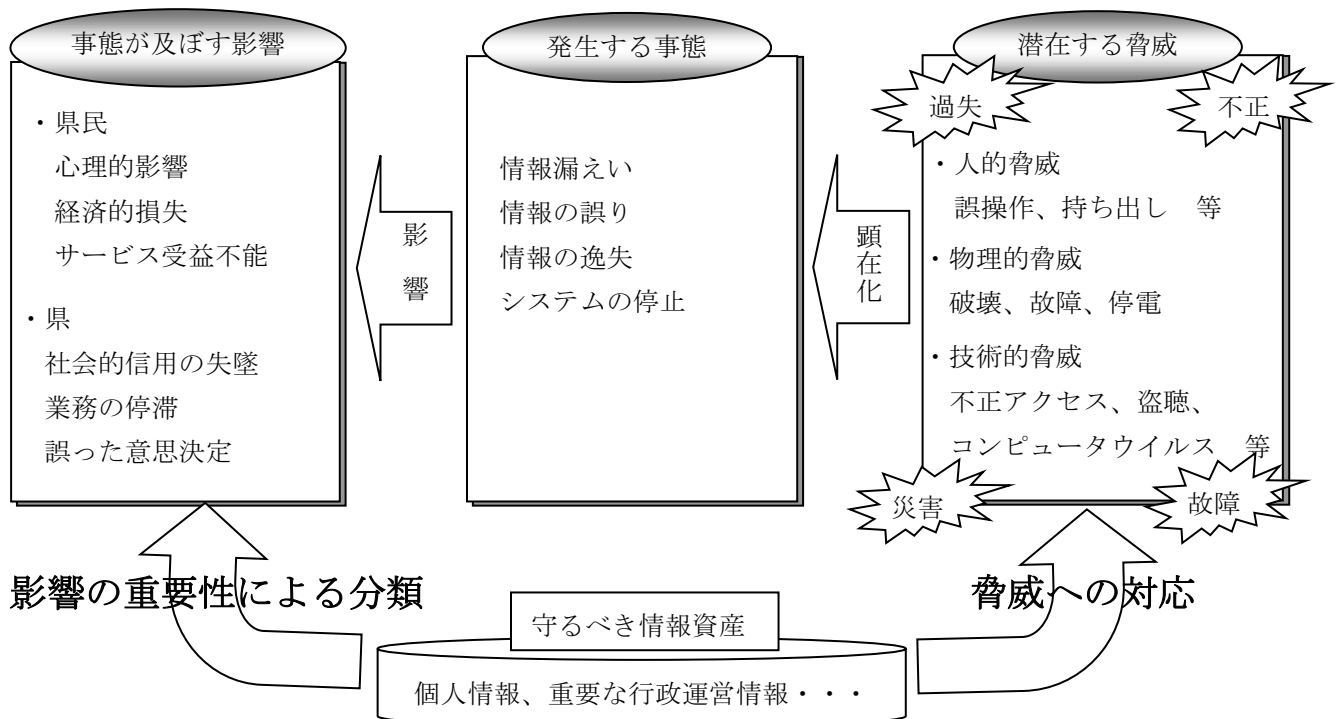 事態が及ぼす影響
・県民
心理的影響
経済的損失
サービス受益不能
・県
社会的信用の失墜
業務の停滞
誤った意思決定
影
響
発生する事態
情報漏えい
情報の誤り
情報の逸失
システムの停止
顕
在
化
潜在する脅威
過失
不正
・人的脅威
誤操作、持ち出し　等
・物理的脅威
破壊、故障、停電
・技術的脅威
不正アクセス、盗聴、
コンピュータウイルス　等
災害
故障
影響の重要性による分類
脅威への対応
守るべき情報資産
個人情報、重要な行政運営情報・・・